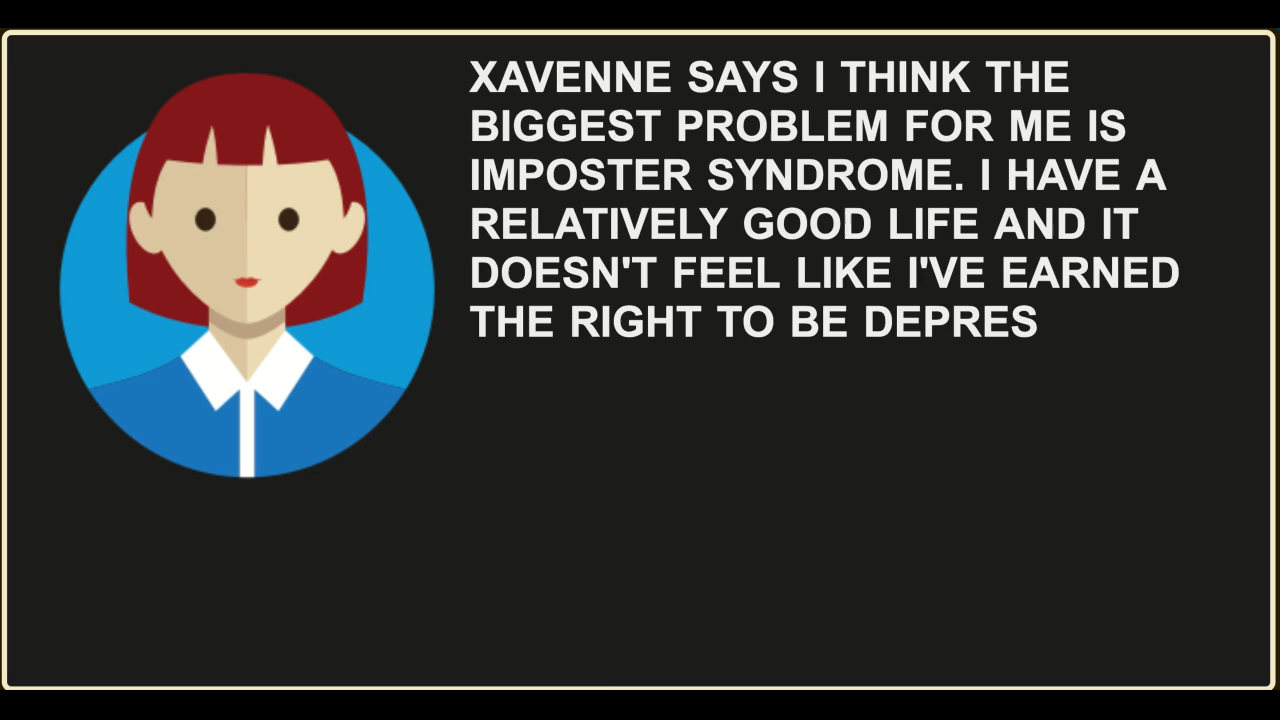 XAVENNE SAYS I THINK THE
BIGGEST PROBLEM FOR ME IS
IMPOSTER SYNDROME. I HAVE A
RELATIVELY GOOD LIFE AND IT
DOESN'T FEEL LIKE I'VE EARNED
THE RIGHT TO BE DEPRES